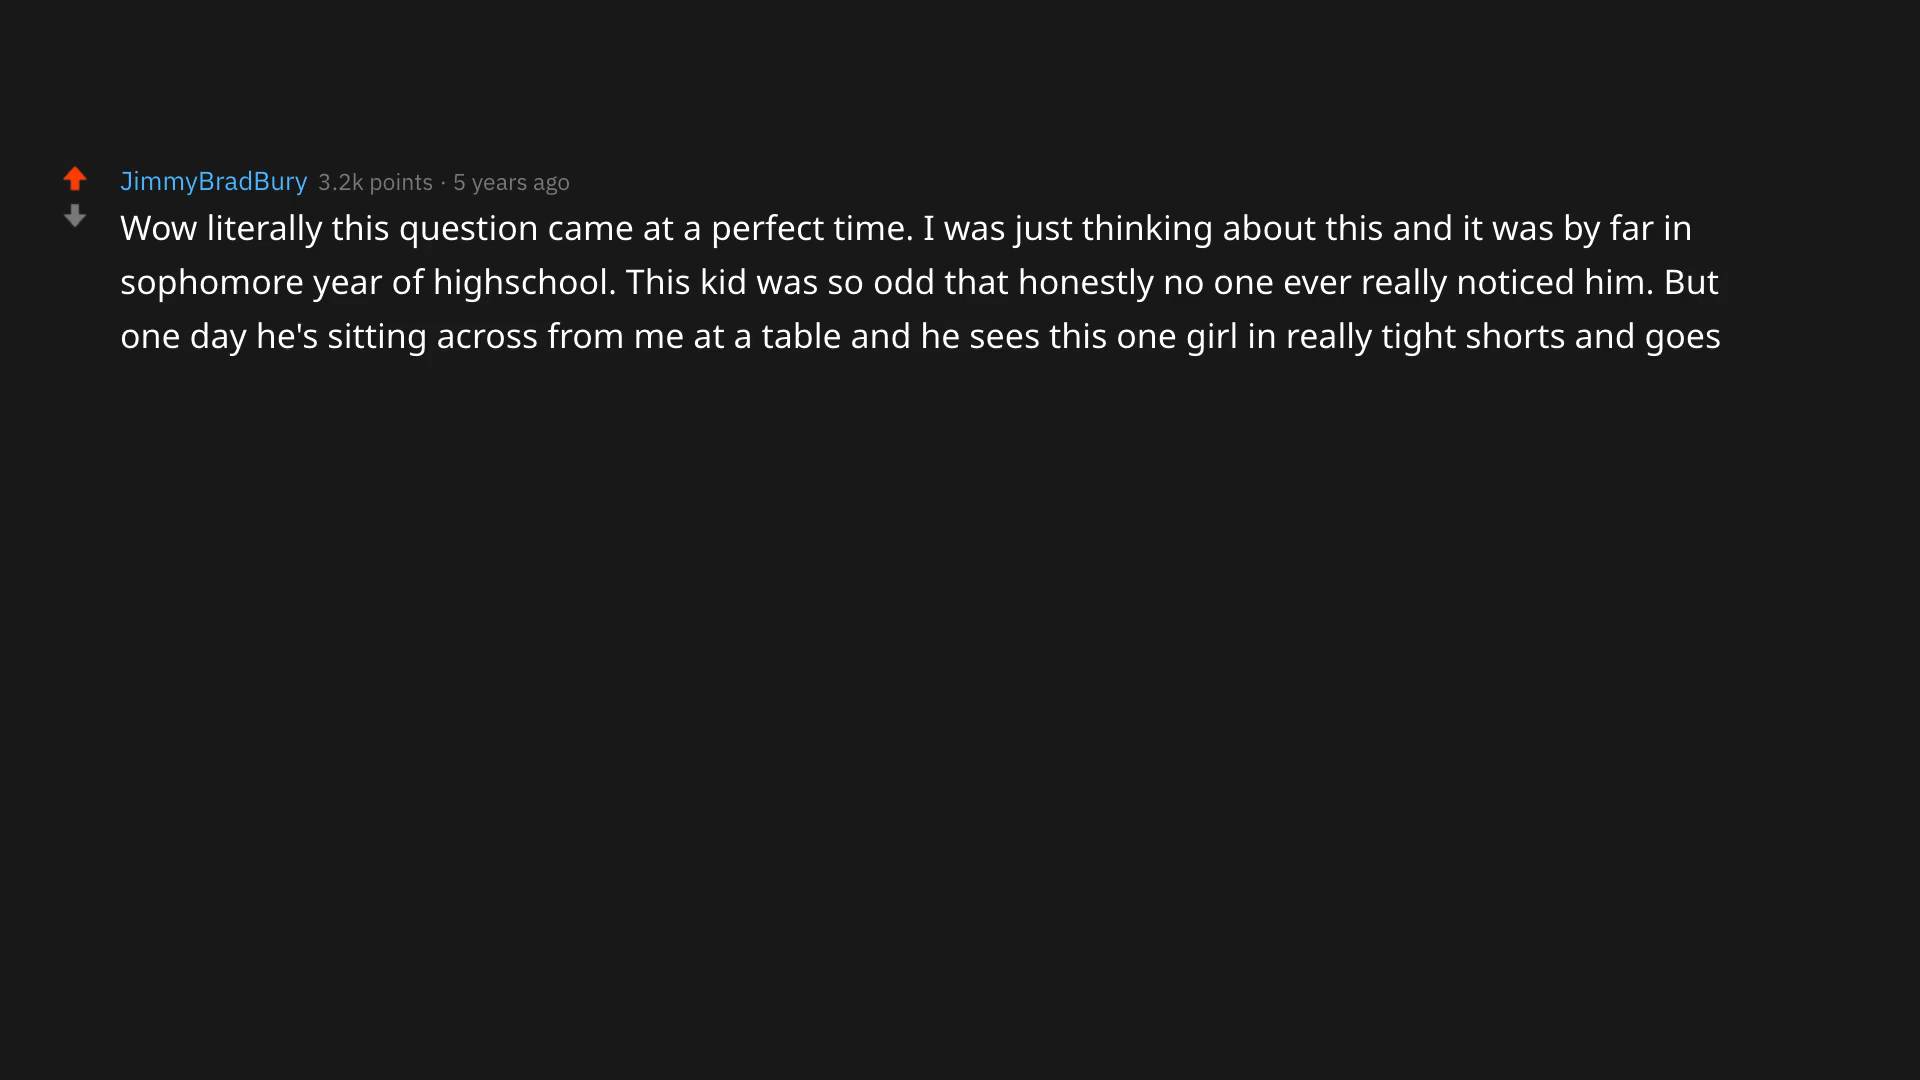 JimmyBradBury 3.2k points · 5 years ago
Wow literally this question came at a perfect time. I was just thinking about this and it was by far in
sophomore year of highschool. This kid was so odd that honestly no one ever really noticed him. But
one day he's sitting across from me at a table and he sees this one girl in really tight shorts and goes